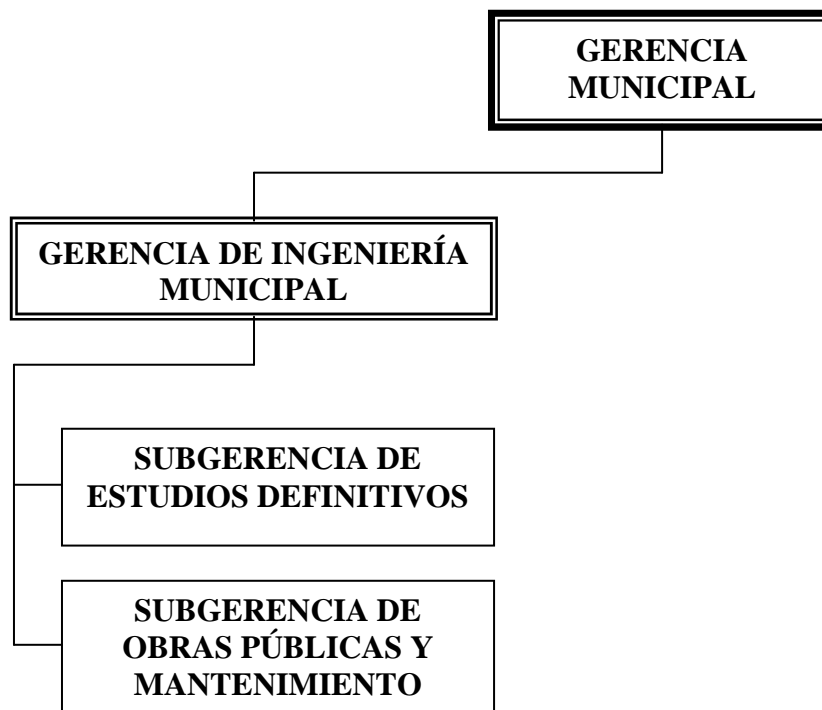 GERENCIA
MUNICIPAL
GERENCIA DE INGENIERÍA
MUNICIPAL
SUBGERENCIA DE
ESTUDIOS DEFINITIVOS
SUBGERENCIA DE
OBRAS PÚBLICAS Y
MANTENIMIENTO